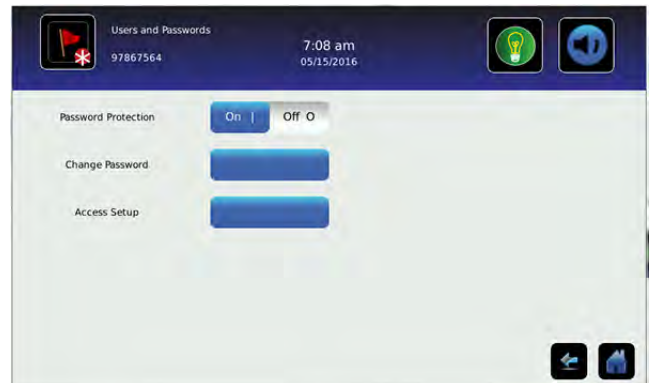 Users and Passwords
97867564
7:08 am
05/15/2016
Password Protection
On | Off O
Change Password
Access Setup